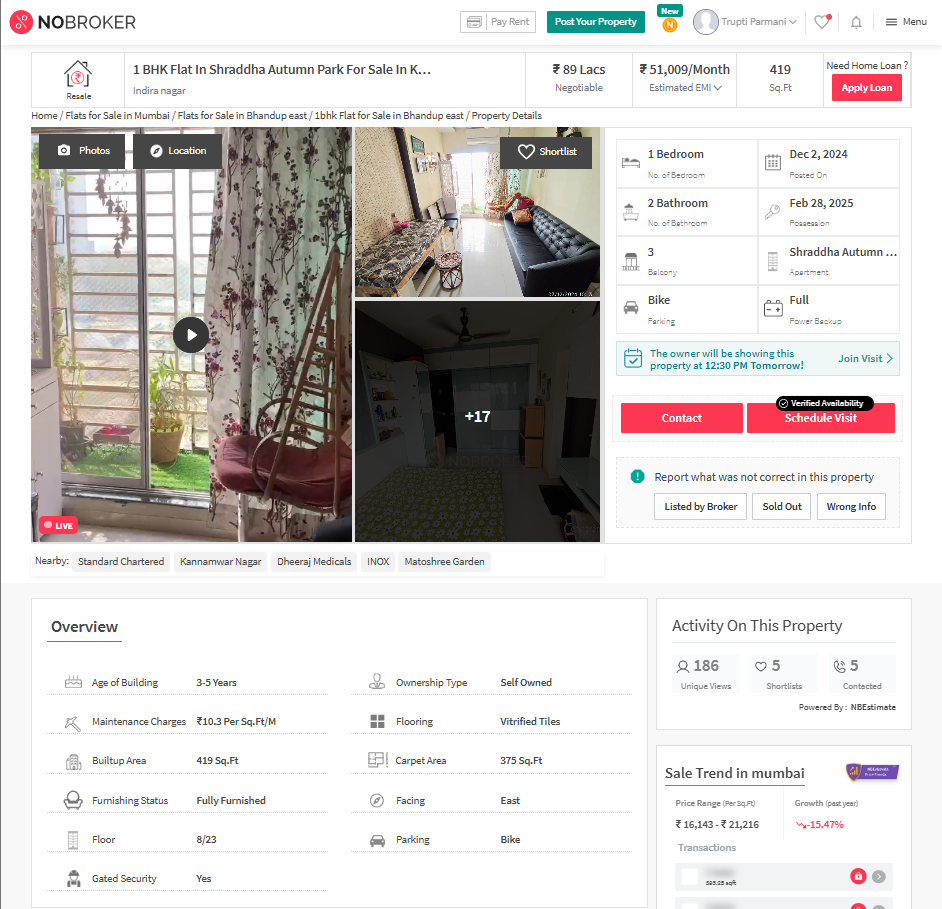 NOBROKER
Pay Rent
Post Your Property
New
N
Trupti Parmani
Menu
Resale
1 BHK Flat In Shraddha Autumn Park For Sale In K...
Indira nagar
₹ 89 Lacs
Negotiable
₹ 51,009/Month
Estimated EMI
419
Sq.Ft
Need Home Loan ?
Apply Loan
Home / Flats for Sale in Mumbai / Flats for Sale in Bhandup east / 1bhk Flat for Sale in Bhandup east / Property Details
Photos
Location
Shortlist
+17
LIVE
1 Bedroom
No. of Bedroom
Dec 2, 2024
Posted On
2 Bathroom
No. of Bathroom
Feb 28, 2025
Possession
3
Balcony
Shraddha Autumn ...
Apartment
Bike
Parking
Full
Power Backup
The owner will be showing this
property at 12:30 PM Tomorrow!
Join Visit
Contact
Verified Availability
Schedule Visit
Report what was not correct in this property
Listed by Broker
Sold Out
Wrong Info
Nearby:
Standard Chartered
Kannamwar Nagar
Dheeraj Medicals
INOX
Matoshree Garden
Overview
Age of Building
3-5 Years
Ownership Type
Self Owned
Maintenance Charges
₹10.3 Per Sq.Ft/M
Flooring
Vitrified Tiles
Builtup Area
419 Sq.Ft
Carpet Area
375 Sq.Ft
Furnishing Status
Fully Furnished
Facing
East
Floor
8/23
Parking
Bike
Gated Security
Yes
Activity On This Property
186
Unique Views
5
Shortlists
5
Contacted
Powered By : NBEstimate
Sale Trend in mumbai
NBEstimate
Price Trends
Price Range (Per Sq.Ft)
₹ 16,143 - ₹ 21,216
Growth (past year)
-15.47%
Transactions
595.25 sqft